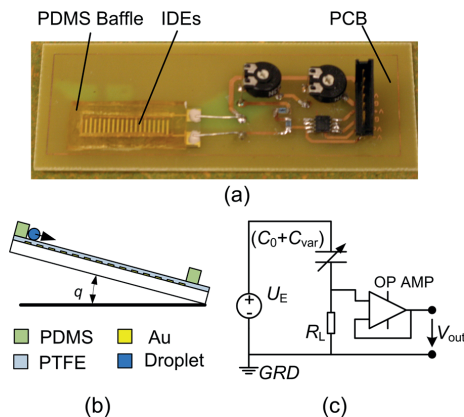 PDMS Baffle IDEs PCB
(a)
q
PDMS Au
PTFE Droplet
(b)
(C0+Cvar)
UE
OP AMP
RL
Vout
GRD
(c)